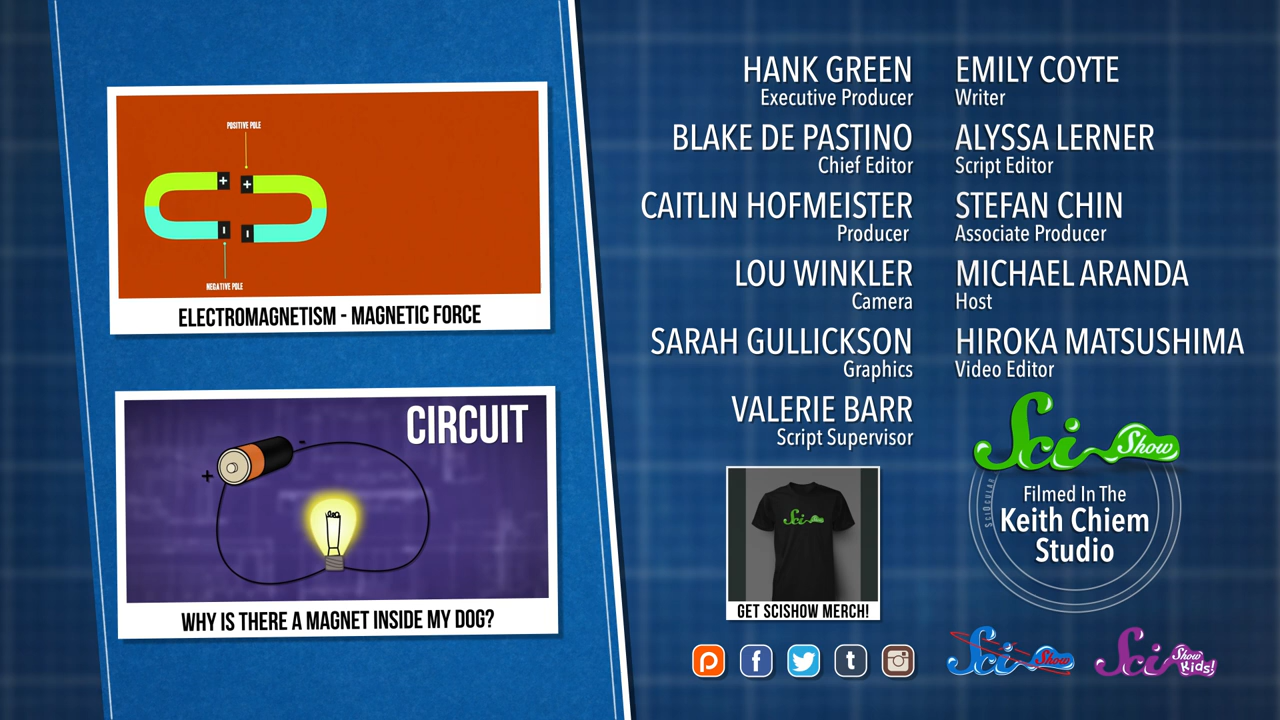 POSITIVE POLE
+ +
- -
NEGATIVE POLE
ELECTROMAGNETISM - MAGNETIC FORCE
CIRCUIT
-
+
WHY IS THERE A MAGNET INSIDE MY DOG?
HANK GREEN
Executive Producer
BLAKE DE PASTINO
Chief Editor
CAITLIN HOFMEISTER
Producer
LOU WINKLER
Camera
SARAH GULLICKSON
Graphics
VALERIE BARR
Script Supervisor
EMILY COYTE
Writer
ALYSSA LERNER
Script Editor
STEFAN CHIN
Associate Producer
MICHAEL ARANDA
Host
HIROKA MATSUSHIMA
Video Editor
Sci Show
SCIOCULAR
Filmed In The
Keith Chiem
Studio
Sci Show
GET SCISHOW MERCH!
f
t
Sci Show
Sci Show Kids!